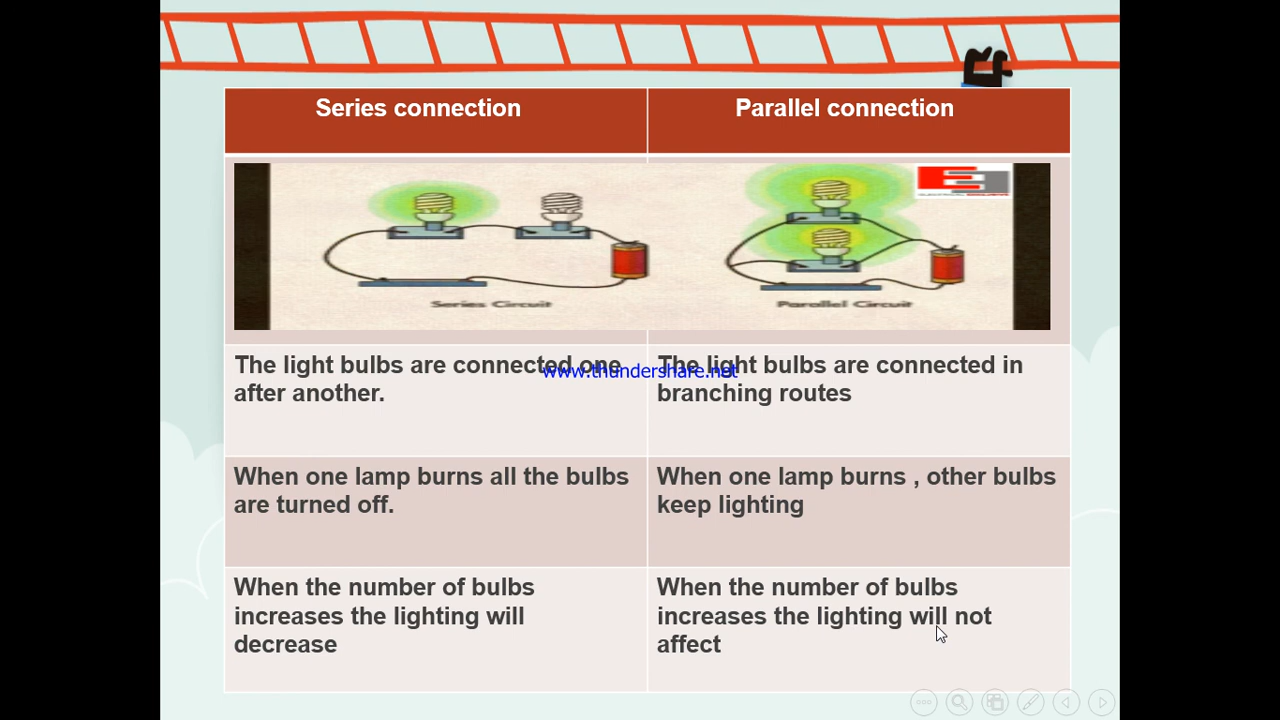 Series connection
Parallel connection
Series Circuit
Parallel Circuit
The light bulbs are connected one
after another.
The light bulbs are connected in
branching routes
www.thundershare.net
When one lamp burns all the bulbs
are turned off.
When one lamp burns , other bulbs
keep lighting
When the number of bulbs
increases the lighting will
decrease
When the number of bulbs
increases the lighting will not
affect